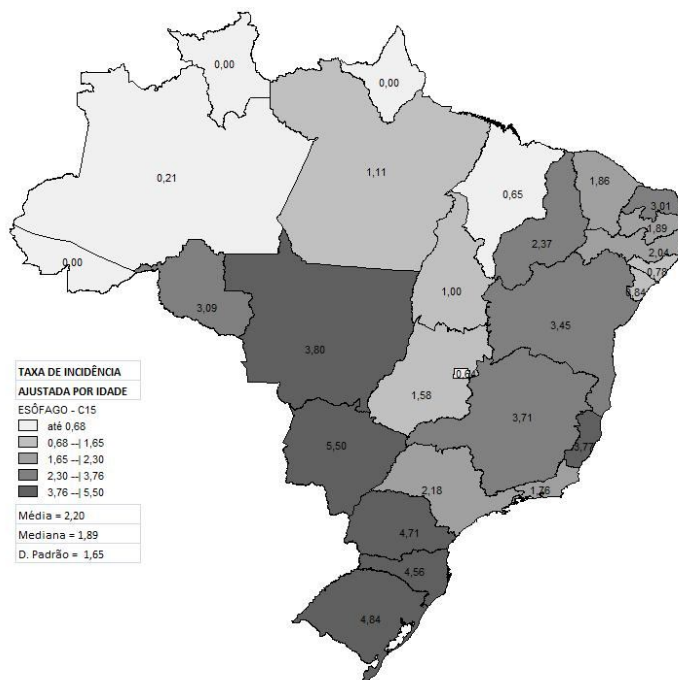 0,00
0,00
0,21
1,11
0,65
1,86
3,01
1,89
2,37
2,04
0,78
0,84
0,00
3,09
1,00
3,45
3,80
1,58
3,71
5,50
3,77
2,18
1,76
4,71
4,56
4,84
TAXA DE INCIDÊNCIA
AJUSTADA POR IDADE
ESÔFAGO - C15
até 0,68
0,68 --| 1,65
1,65 --| 2,30
2,30 --| 3,76
3,76 --| 5,50
Média = 2,20
Mediana = 1,89
D. Padrão = 1,65